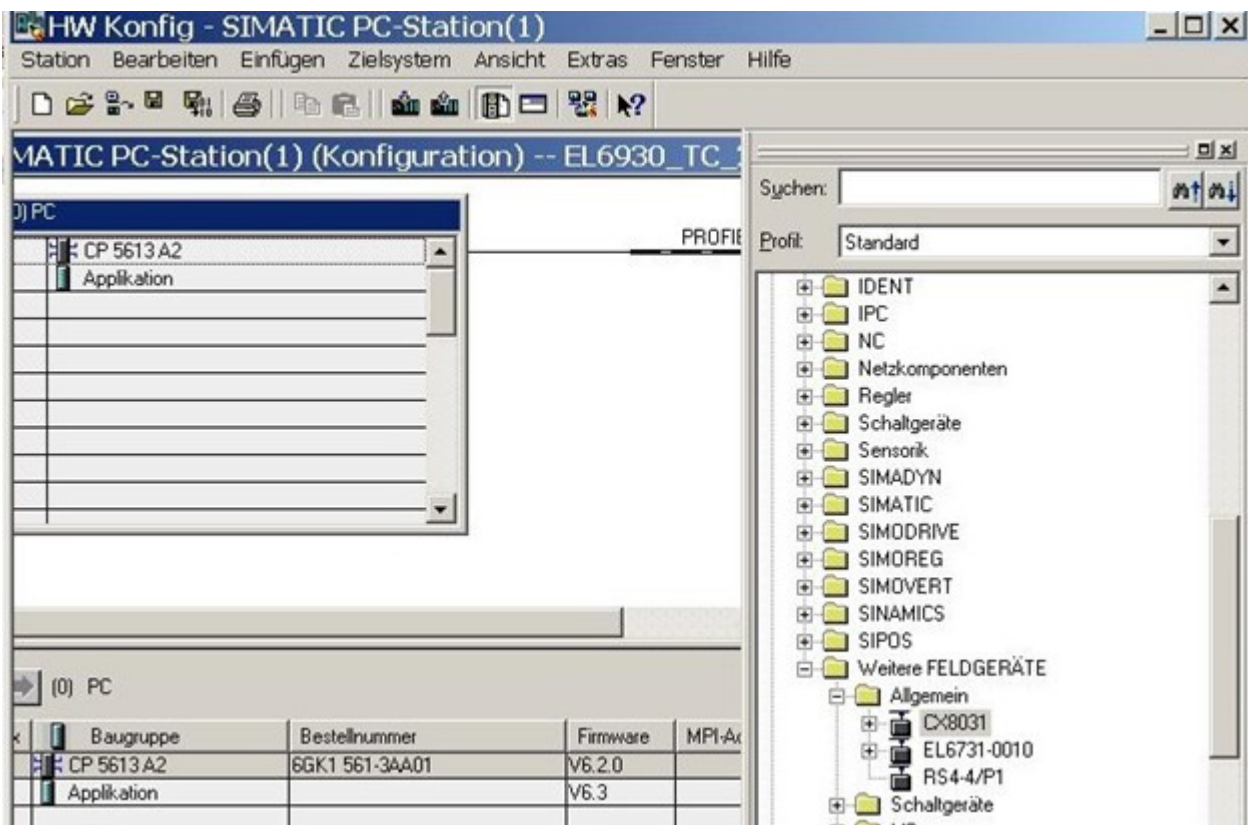 HW Konfig - SIMATIC PC-Station(1)
Station Bearbeiten Einfügen Zielsystem Ansicht Extras Fenster Hilfe
MATIC PC-Station(1) (Konfiguration) -- EL6930_TC_
0) PC
CP 5613 A2
Applikation
PROFIB
Suchen:
Profil: Standard
IDENT
IPC
NC
Netzkomponenten
Regler
Schaltgeräte
Sensorik
SIMADYN
SIMATIC
SIMODRIVE
SIMOREG
SIMOVERT
SINAMICS
SIPOS
Weitere FELDGERÄTE
Allgemein
CX8031
EL6731-0010
RS4-4/P1
Schaltgeräte
(0) PC
Baugruppe Bestellnummer Firmware MPI-Ad
CP 5613 A2 6GK1 561-3AA01 V6.2.0
Applikation V6.3